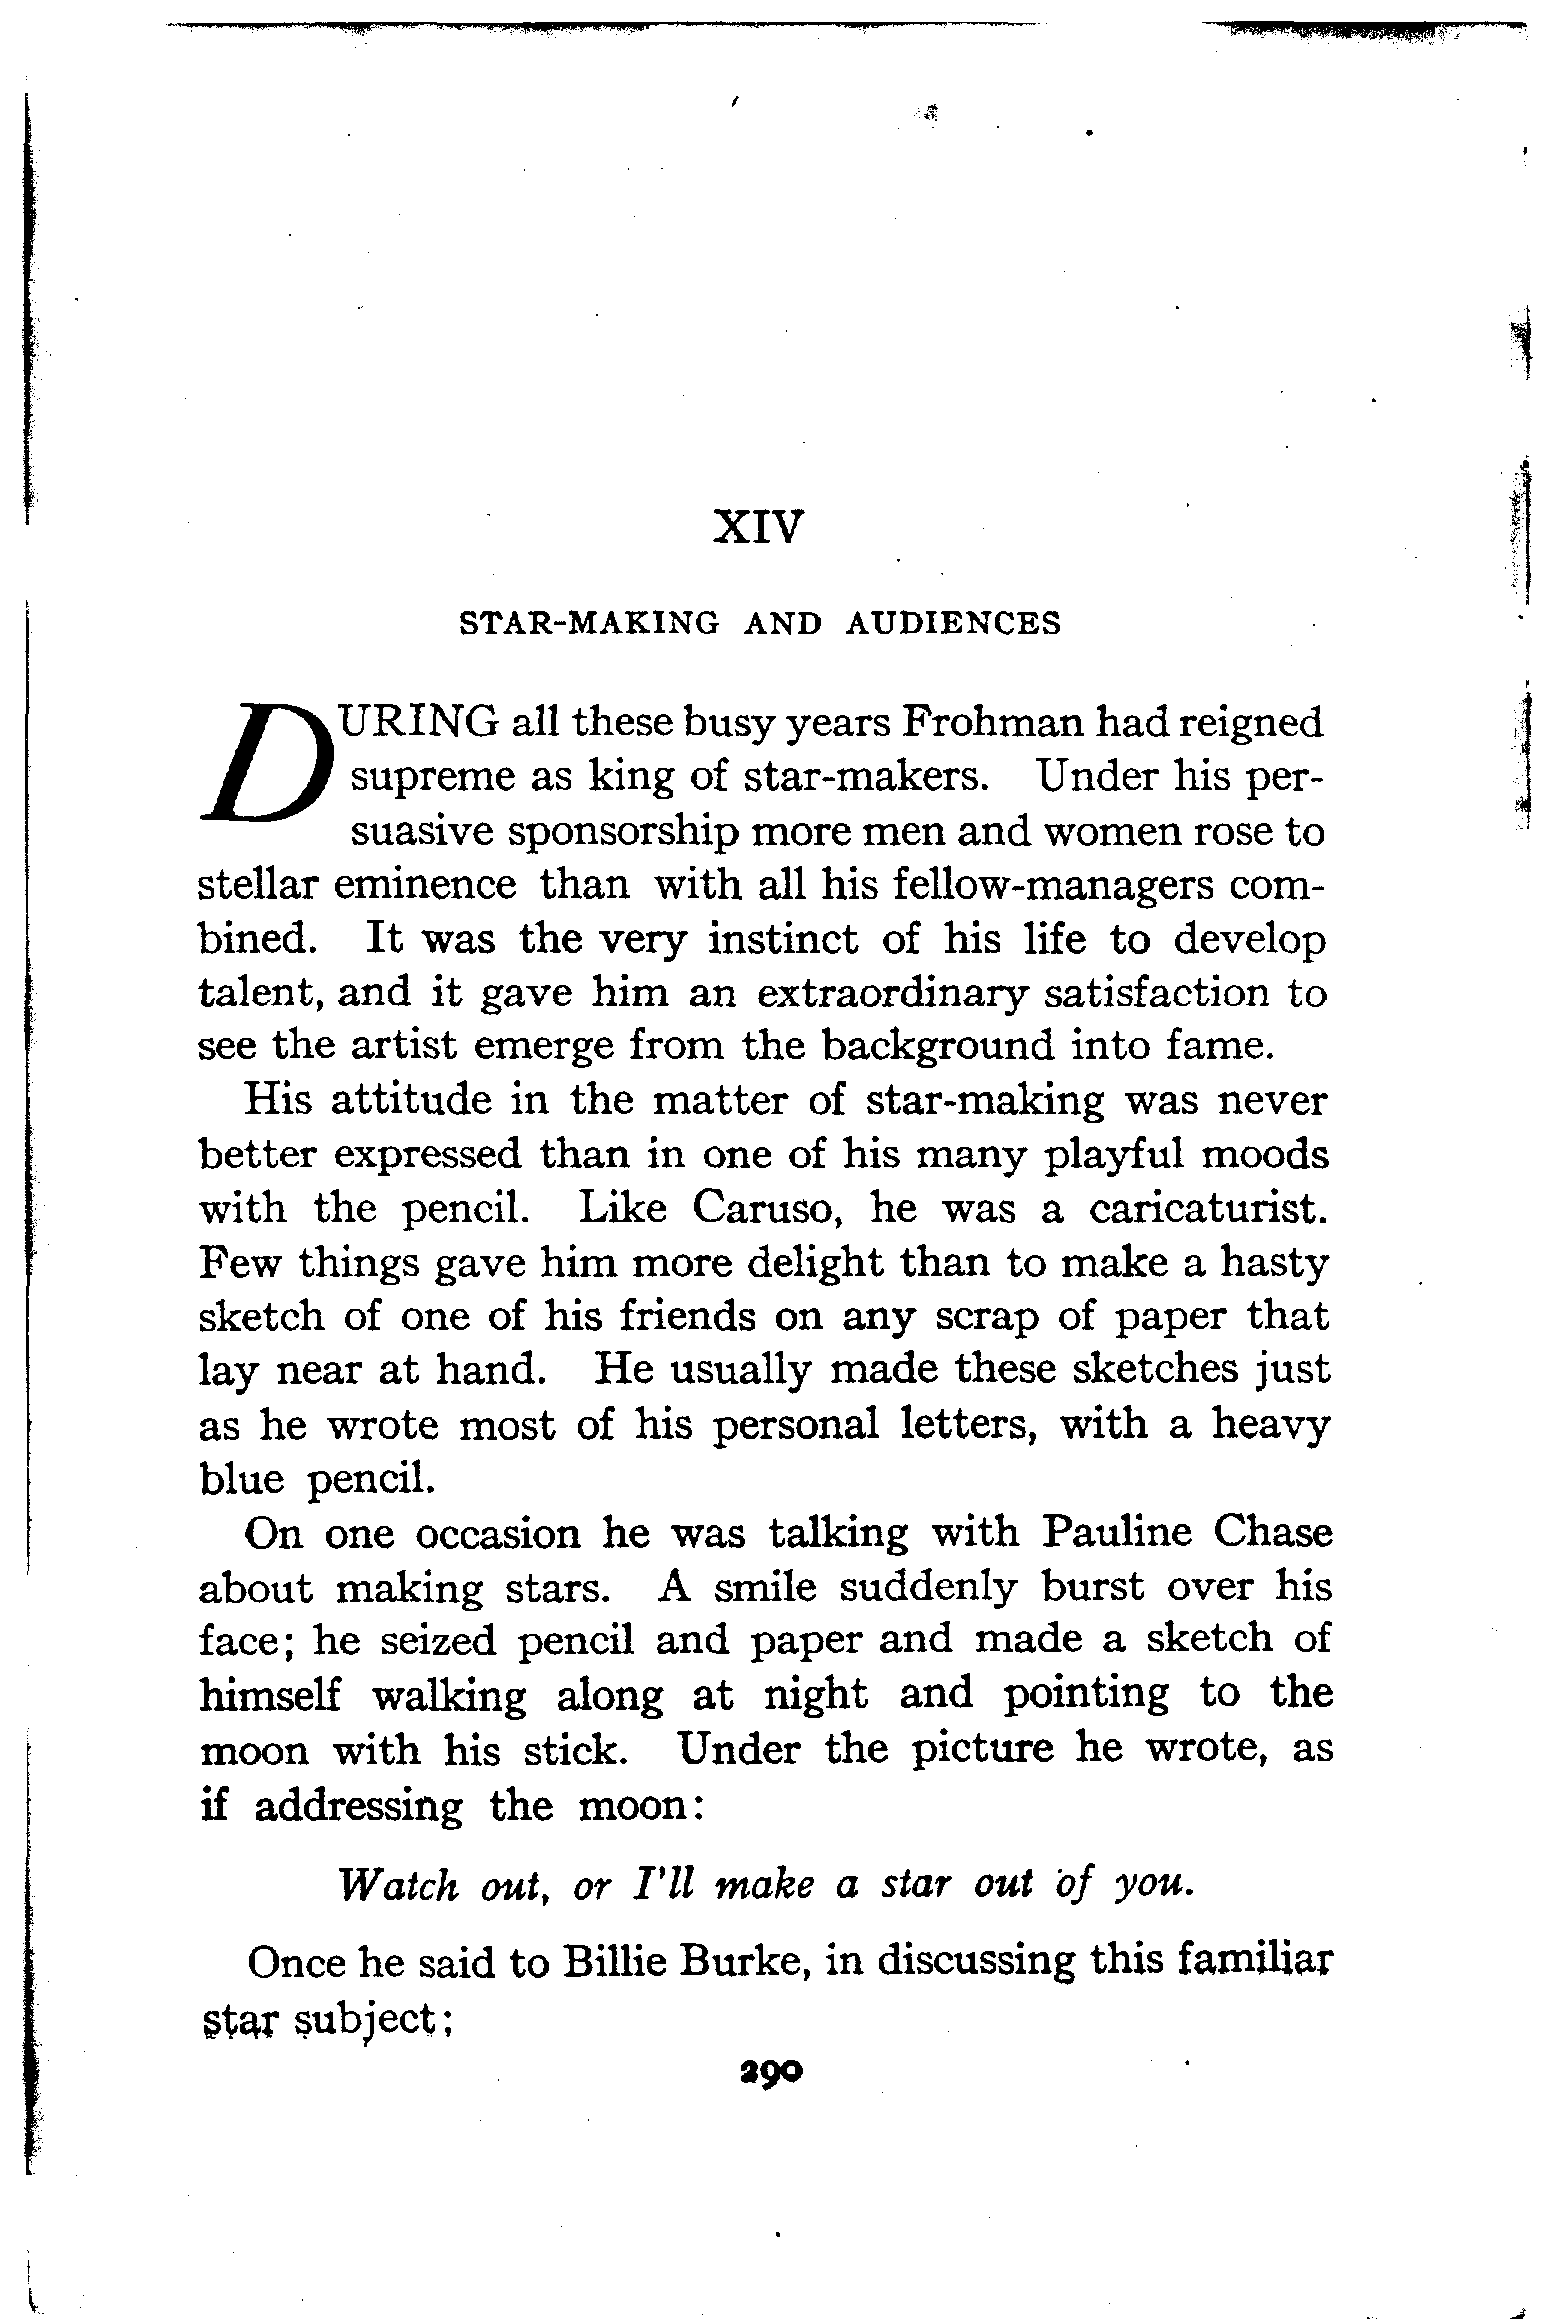 XIV
STAR-MAKING AND AUDIENCES
DURING all these busy years Frohman had reigned
supreme as king of star-makers. Under his per-
suasive sponsorship more men and women rose to
stellar eminence than with all his fellow-managers com-
bined. It was the very instinct of his life to develop
talent, and it gave him an extraordinary satisfaction to
see the artist emerge from the background into fame.
His attitude in the matter of star-making was never
better expressed than in one of his many playful moods
with the pencil. Like Caruso, he was a caricaturist.
Few things gave him more delight than to make a hasty
sketch of one of his friends on any scrap of paper that
lay near at hand. He usually made these sketches just
as he wrote most of his personal letters, with a heavy
blue pencil.
On one occasion he was talking with Pauline Chase
about making stars. A smile suddenly burst over his
face; he seized pencil and paper and made a sketch of
himself walking along at night and pointing to the
moon with his stick. Under the picture he wrote, as
if addressing the moon:
Watch out, or I'll make a star out of you.
Once he said to Billie Burke, in discussing this familiar
star subject;
290